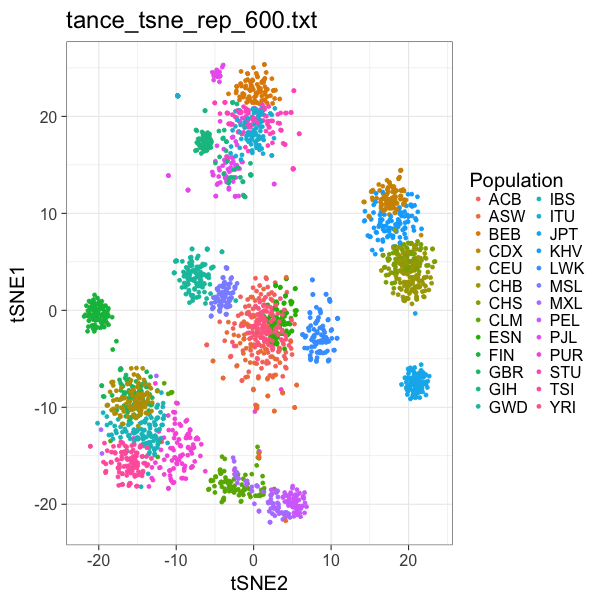 tance_tsne_rep_600.txt
tSNE1
20
10
0
-10
-20
-20 -10 0 10 20
tSNE2
Population
ACB IBS
ASW ITU
BEB JPT
CDX KHV
CEU LWK
CHB MSL
CHS MXL
CLM PEL
ESN PJL
FIN PUR
GBR STU
GIH TSI
GWD YRI